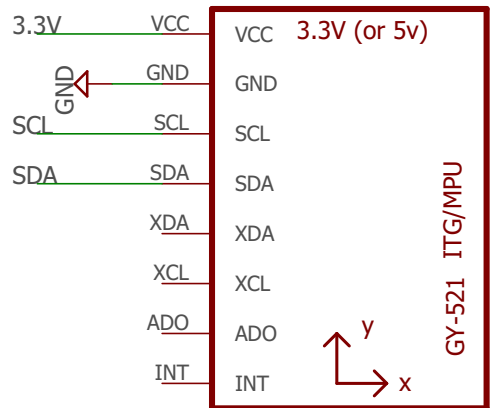 3.3V VCC VCC 3.3V (or 5v)
GND GND GND
SCL SCL SCL
SDA SDA SDA
XDA XDA
XCL XCL
ADO ADO
INT INT
y
x
GY-521 ITG/MPU